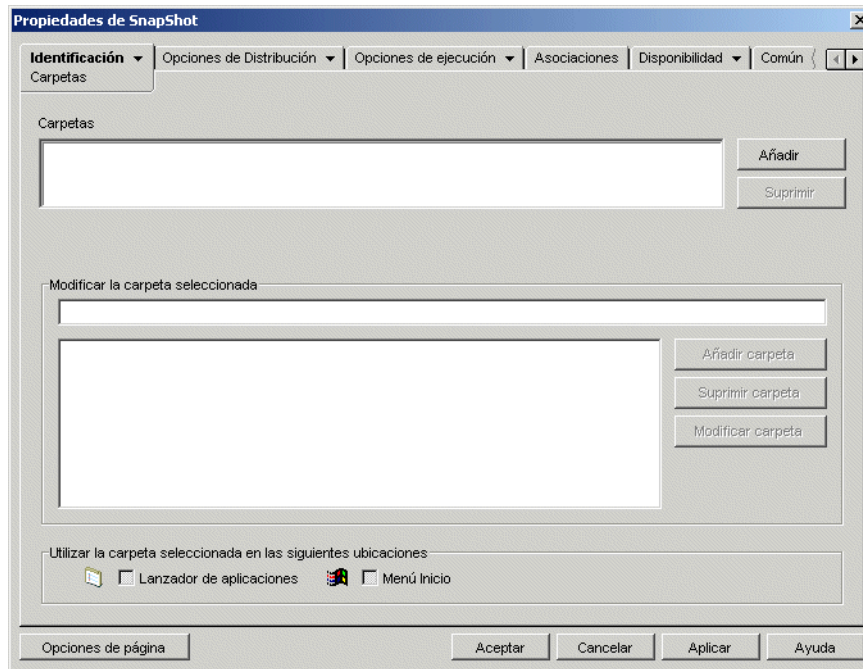 Propiedades de SnapShot
Identificación Opciones de Distribución Opciones de ejecución Asociaciones Disponibilidad Común
Carpetas
Carpetas
Añadir
Suprimir
Modificar la carpeta seleccionada
Añadir carpeta
Suprimir carpeta
Modificar carpeta
Utilizar la carpeta seleccionada en las siguientes ubicaciones
Lanzador de aplicaciones Menú Inicio
Opciones de página Aceptar Cancelar Aplicar Ayuda